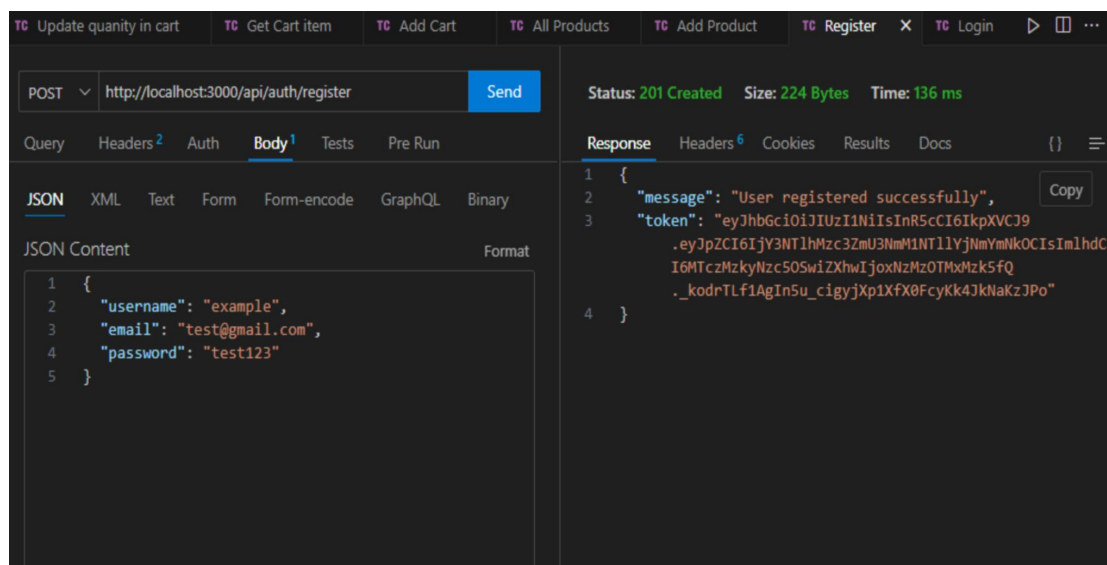 TC Update quanity in cart TC Get Cart item TC Add Cart TC All Products TC Add Product TC Register X TC Login ...
POST http://localhost:3000/api/auth/register Send
Status: 201 Created Size: 224 Bytes Time: 136 ms
Query Headers 2 Auth Body 1 Tests Pre Run
Response Headers 6 Cookies Results Docs {}
JSON XML Text Form Form-encode GraphQL Binary
JSON Content Format
1 {
2 "username": "example",
3 "email": "test@gmail.com",
4 "password": "test123"
5 }
Copy
1 {
2 "message": "User registered successfully",
3 "token": "eyJhbGciOiJIUzI1NiIsInR5cCI6IkpXVCJ9
.eyJpZCI6IjY3NTlhMzc3ZmU3NmM1NTllYjNmYmNkOCIsImlhdC
I6MTczMzkyNzc5OSwiZXhwIjoxNzMzOTMxMzk5fQ
._kodrTLf1AgIn5u_cigyjXp1XfX0FcyKk4JkNaKzJPo"
4 }